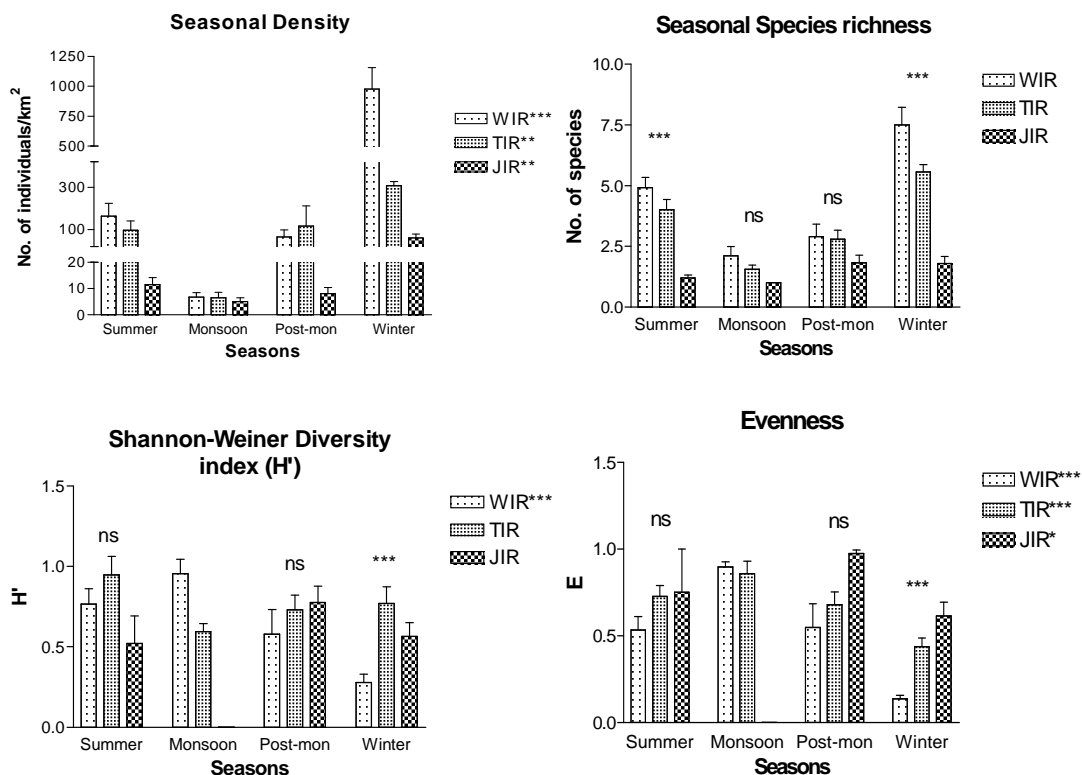 Seasonal Density
No. of individuals/km²
1250
1000
750
500
300
100
20
10
0
Summer Monsoon Post-mon Winter
Seasons
WIR***
TIR**
JIR**
Seasonal Species richness
No. of species
10.0
7.5
5.0
2.5
0.0
***
ns
ns
***
Summer Monsoon Post-mon Winter
Seasons
WIR
TIR
JIR
Shannon-Weiner Diversity
index (H')
H'
1.5
1.0
0.5
0.0
ns
ns
***
Summer Monsoon Post-mon Winter
Seasons
WIR***
TIR
JIR
Evenness
E
1.5
1.0
0.5
0.0
ns
ns
***
Summer Monsoon Post-mon Winter
Seasons
WIR***
TIR***
JIR*